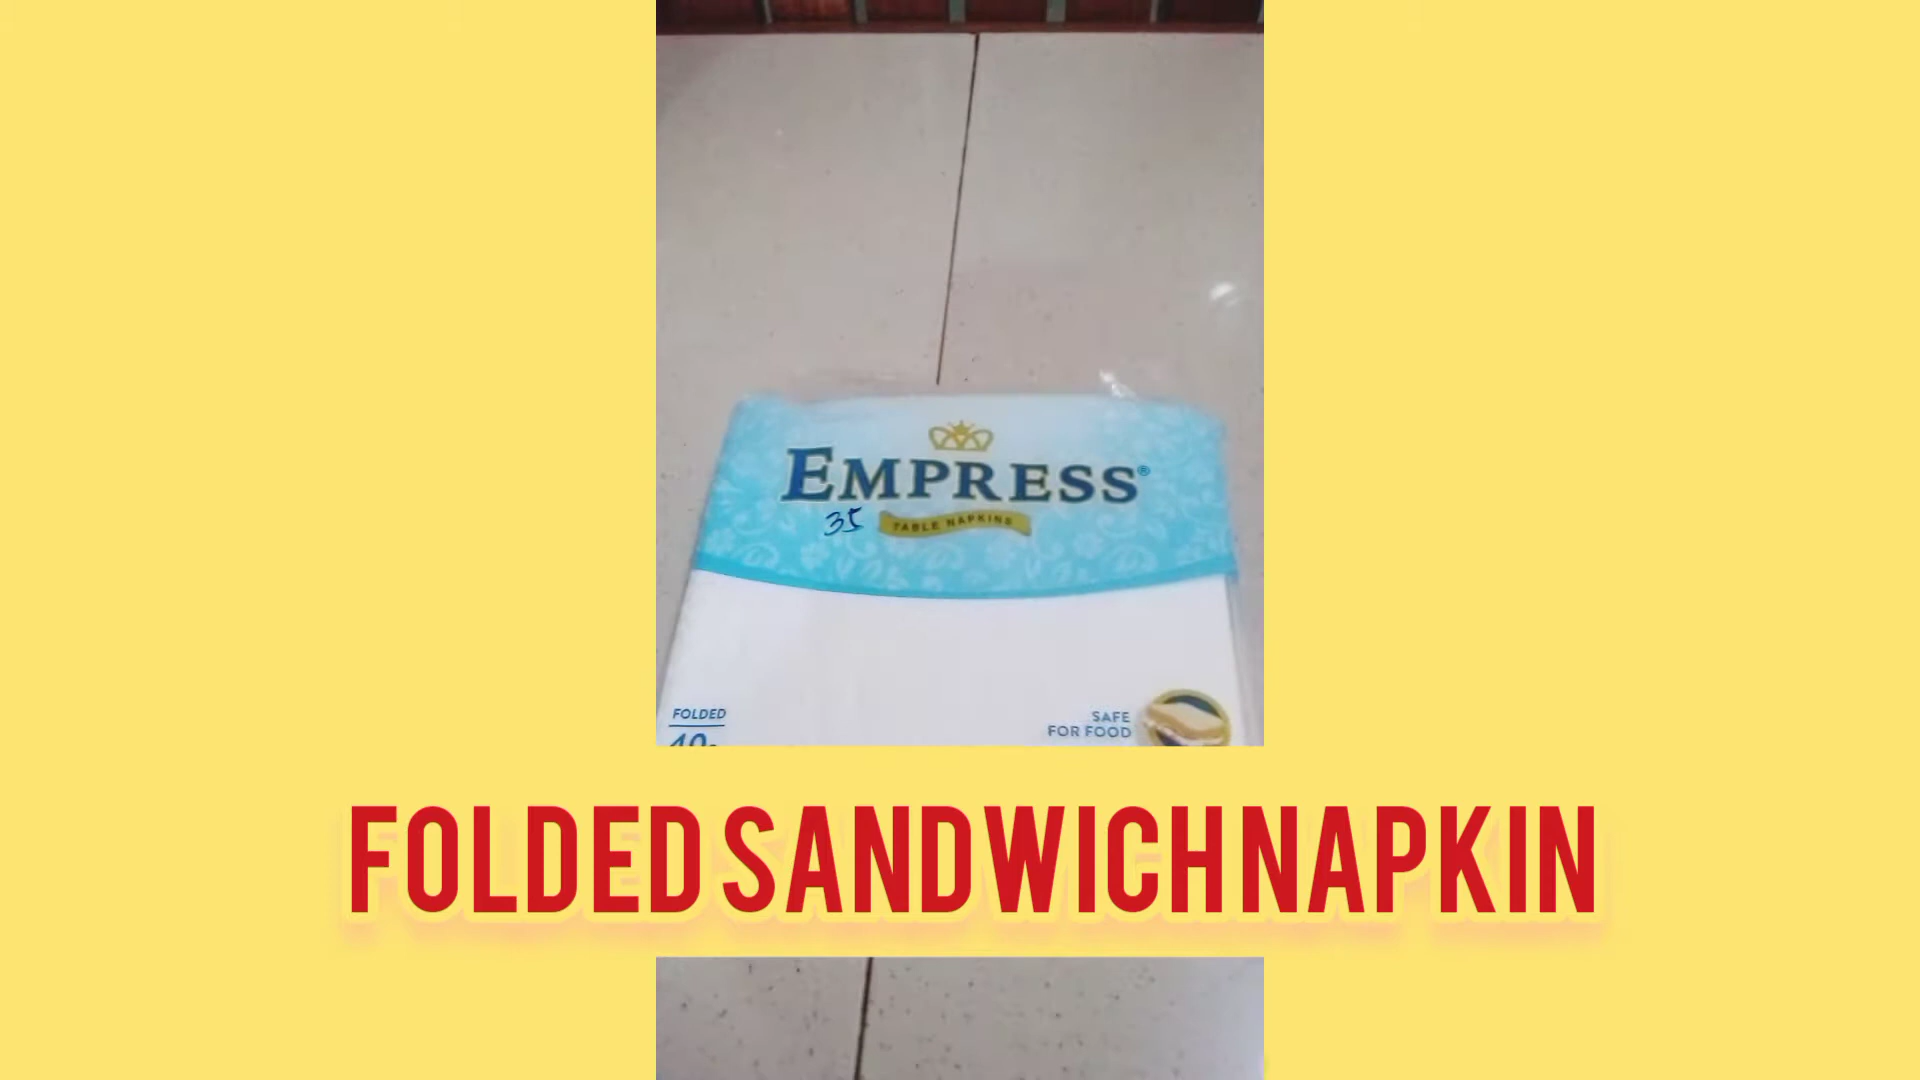 EMPRESS®
35 TABLE NAPKINS
FOLDED
SAFE
FOR FOOD
FOLDED SANDWICH NAPKIN